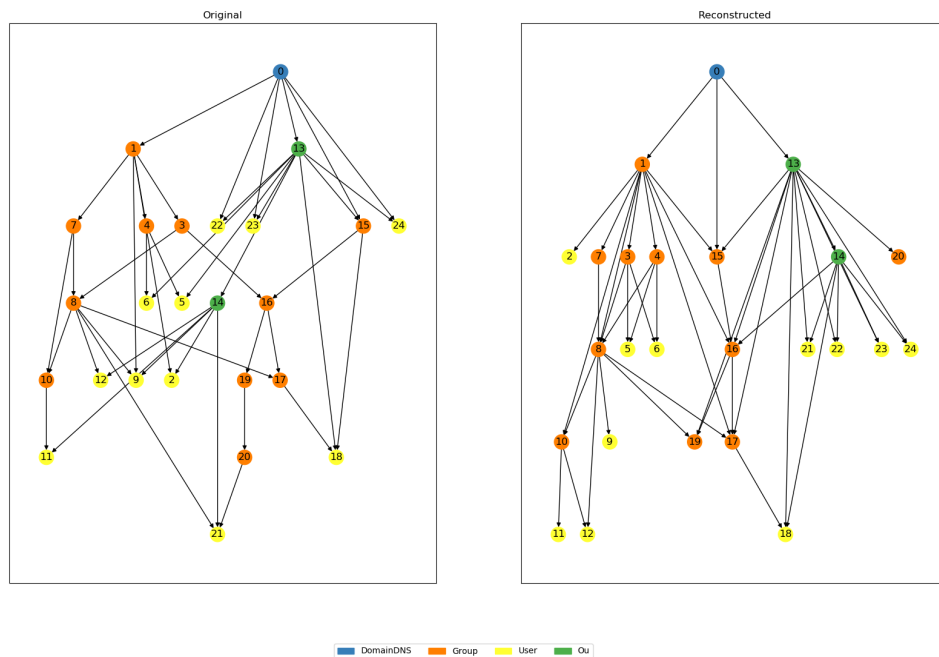 Original Reconstructed
0 0
1 13 1 13
7 4 3 22 23 15 24 2 7 3 4 15 14 20
8 6 5 14 16 8 5 6 16 21 22 23 24
10 12 9 2 19 17 10 9 19 17
11 20 18 11 12 18
21
DomainDNS Group User Ou